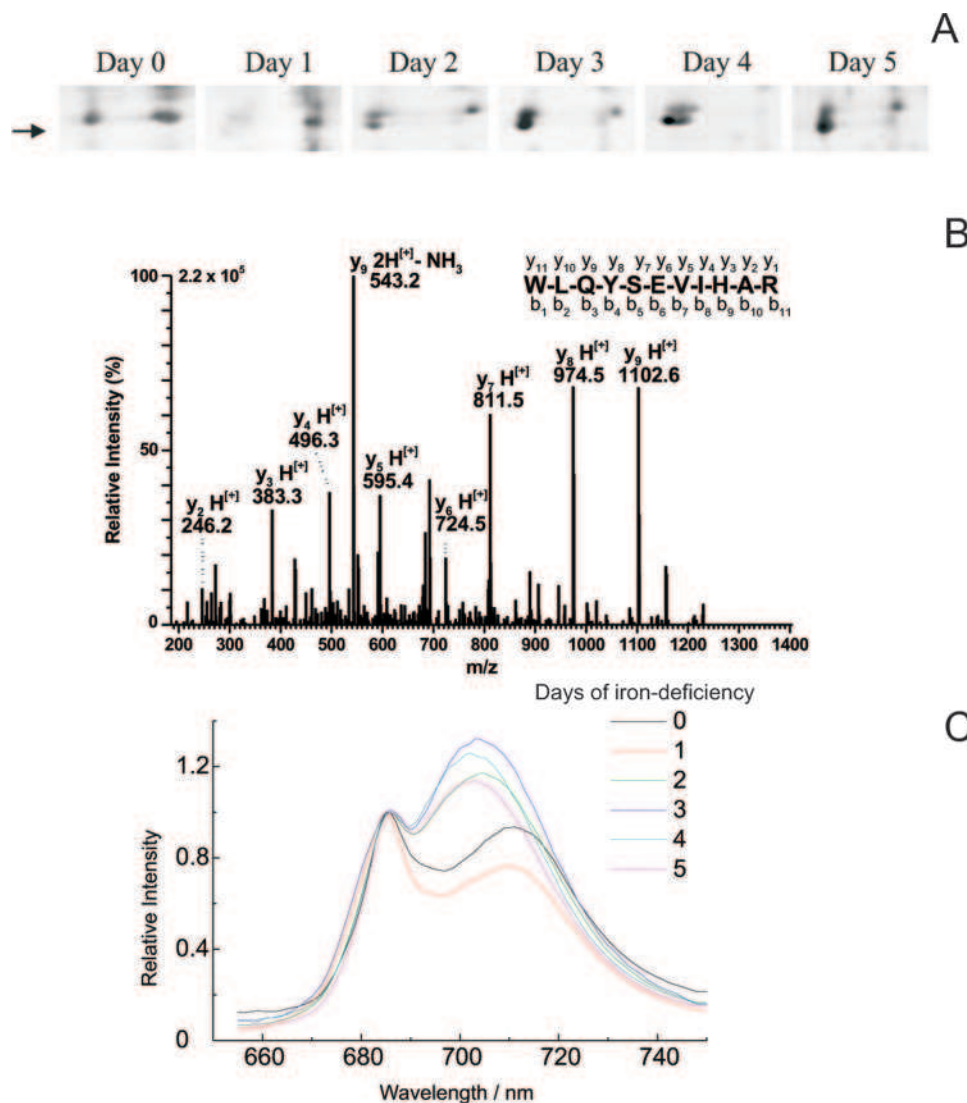 A
Day 0 Day 1 Day 2 Day 3 Day 4 Day 5
B
y9 2H[+]- NH3
543.2
100
2.2 x 10^5
y11 y10 y9 y8 y7 y6 y5 y4 y3 y2 y1
W-L-Q-Y-S-E-V-I-H-A-R
b1 b2 b3 b4 b5 b6 b7 b8 b9 b10 b11
y8 H[+]
974.5
y9 H[+]
1102.6
y7 H[+]
811.5
y4 H[+]
496.3
y5 H[+]
595.4
y3 H[+]
383.3
y6 H[+]
724.5
y2 H[+]
246.2
50
0
Relative Intensity (%)
200 300 400 500 600 700 800 900 1000 1100 1200 1300 1400
m/z
C
Days of iron-deficiency
0
1
2
3
4
5
1.2
0.8
0.4
0
Relative Intensity
660 680 700 720 740
Wavelength / nm